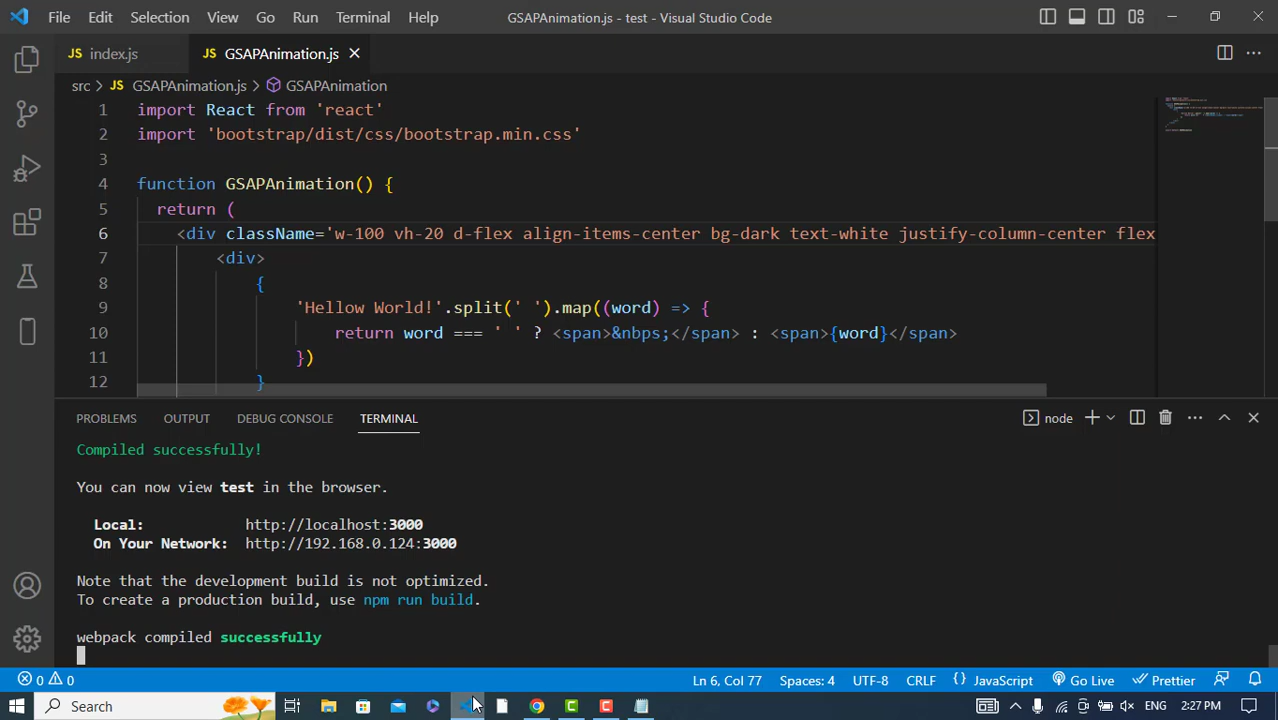 File Edit Selection View Go Run Terminal Help GSAPAnimation.js - test - Visual Studio Code
JS index.js JS GSAPAnimation.js
src > JS GSAPAnimation.js > GSAPAnimation
1 import React from 'react'
2 import 'bootstrap/dist/css/bootstrap.min.css'
3
4 function GSAPAnimation() {
5 return (
6 <div className='w-100 vh-20 d-flex align-items-center bg-dark text-white justify-column-center flex
7 <div>
8 {
9 'Hellow World!'.split(' ').map((word) => {
10 return word === ' ' ? <span>&nbps;</span> : <span>{word}</span>
11 })
12 }
PROBLEMS OUTPUT DEBUG CONSOLE TERMINAL node
Compiled successfully!
You can now view test in the browser.
Local: http://localhost:3000
On Your Network: http://192.168.0.124:3000
Note that the development build is not optimized.
To create a production build, use npm run build.
webpack compiled successfully
0 0 Ln 6, Col 77 Spaces: 4 UTF-8 CRLF {} JavaScript Go Live Prettier
Search ENG 2:27 PM